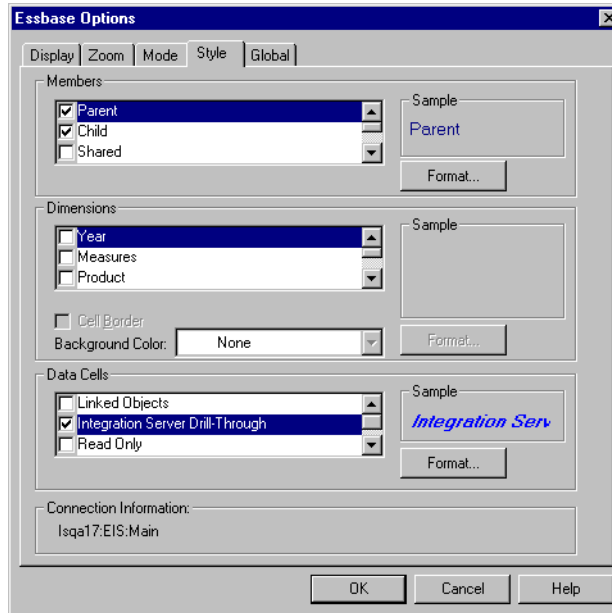 Essbase Options
Display Zoom Mode Style Global
Members
Parent
Child
Shared
Sample
Parent
Format...
Dimensions
Year
Measures
Product
Sample
Cell Border
Background Color: None
Format...
Data Cells
Linked Objects
Integration Server Drill-Through
Read Only
Sample
Integration Serv
Format...
Connection Information:
Isqa17:EIS:Main
OK Cancel Help